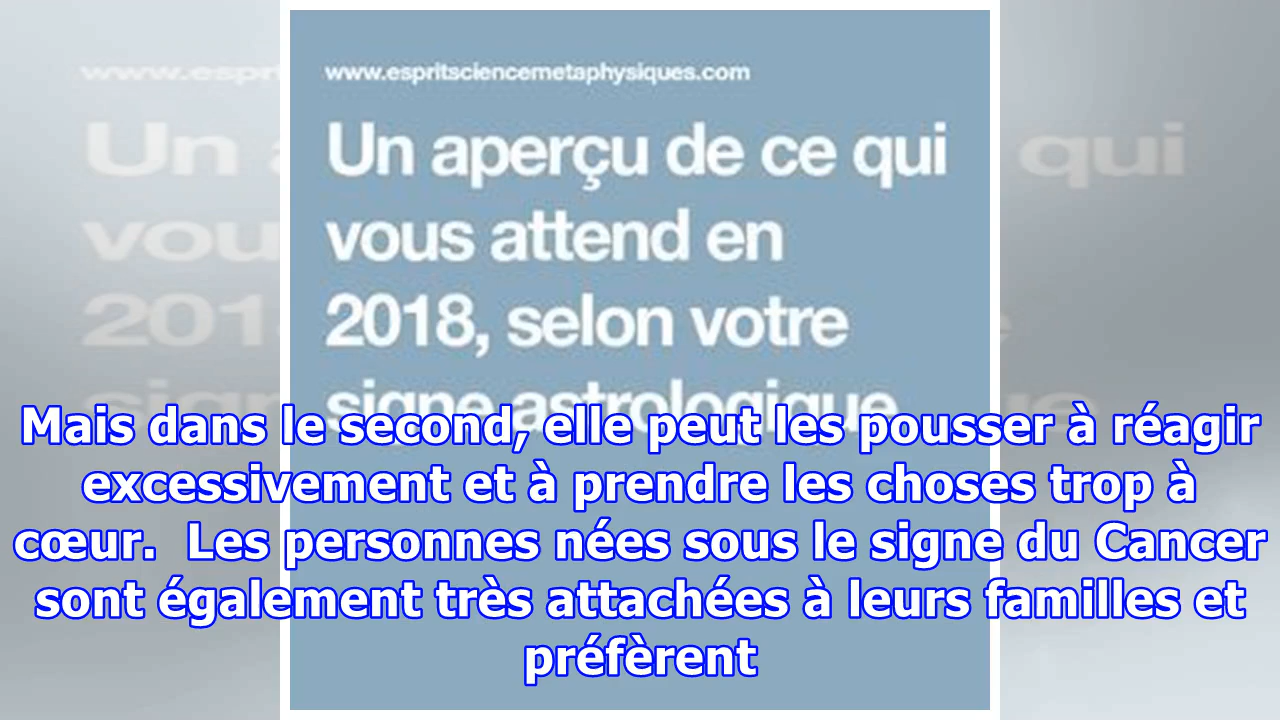 www.espritsciencemetaphysiques.com
Un aperçu de ce qui
vous attend en
2018, selon votre
signe astrologique
Mais dans le second, elle peut les pousser à réagir
excessivement et à prendre les choses trop à
cœur.  Les personnes nées sous le signe du Cancer
sont également très attachées à leurs familles et
préfèrent